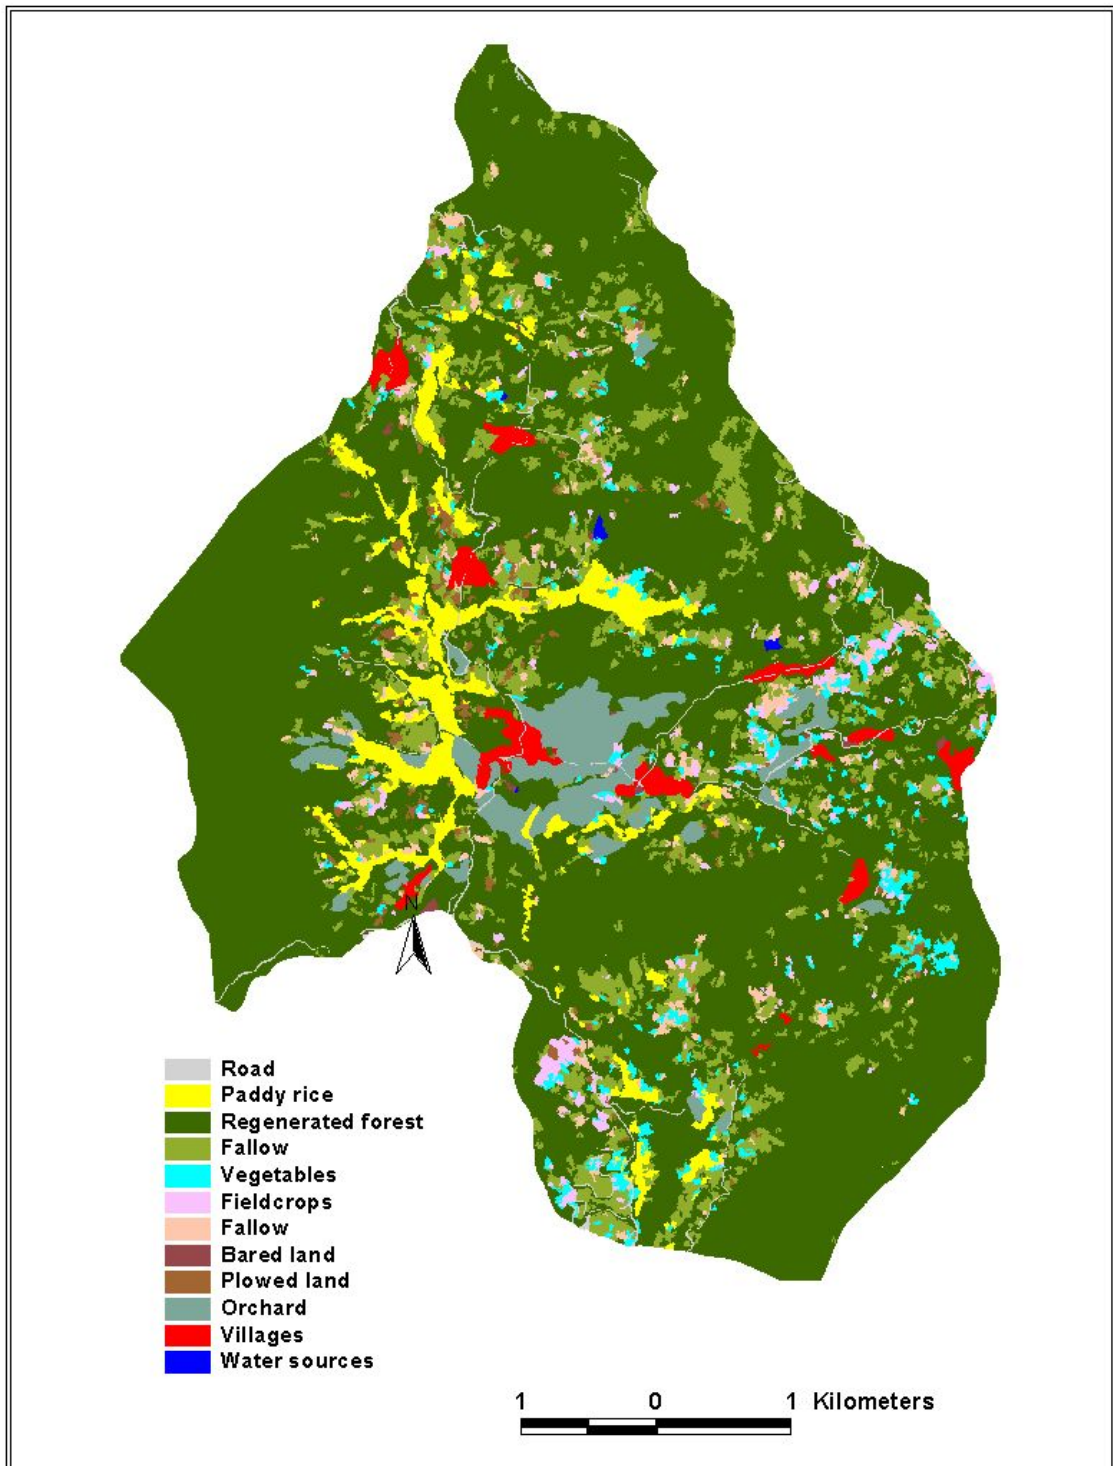 N
Road
Paddy rice
Regenerated forest
Fallow
Vegetables
Fieldcrops
Fallow
Bared land
Plowed land
Orchard
Villages
Water sources
1 0 1 Kilometers